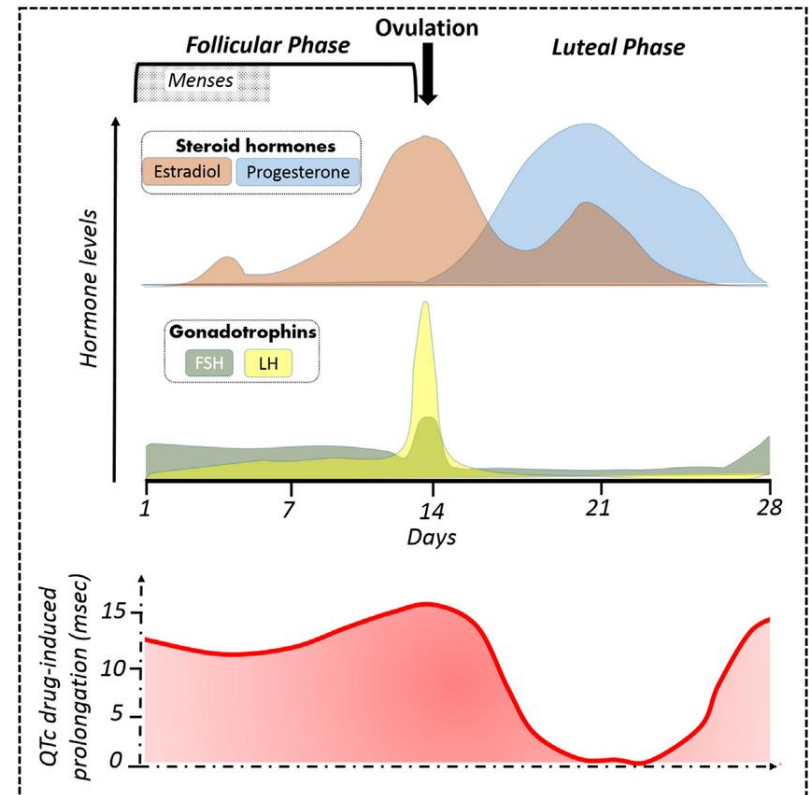 Ovulation
Follicular Phase
Luteal Phase
Menses
Steroid hormones
Estradiol
Progesterone
Hormone levels
Gonadotrophins
FSH
LH
1
7
14
21
28
Days
QTc drug-induced
prolongation (msec)
15
10
5
0